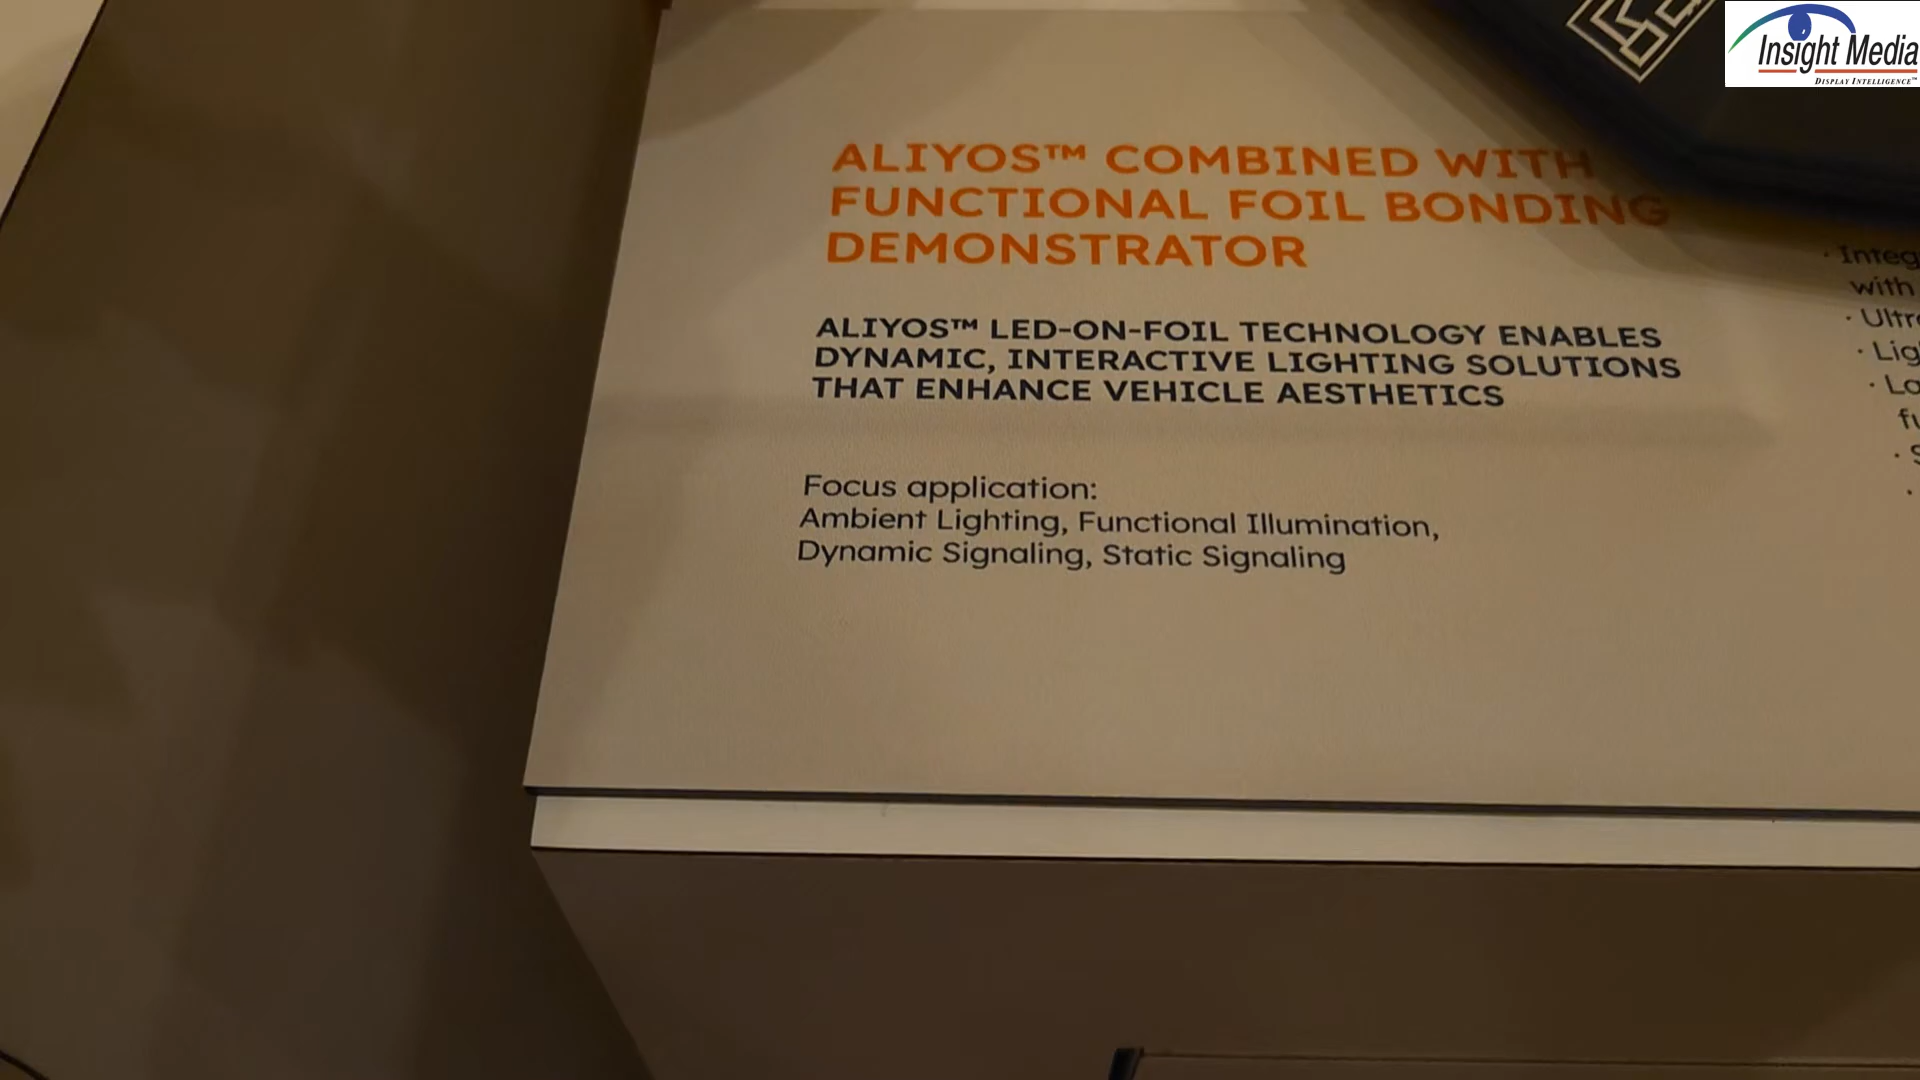 Insight Media
DISPLAY INTELLIGENCE™
ALIYOS™ COMBINED WITH
FUNCTIONAL FOIL BONDING
DEMONSTRATOR
ALIYOS™ LED-ON-FOIL TECHNOLOGY ENABLES
DYNAMIC, INTERACTIVE LIGHTING SOLUTIONS
THAT ENHANCE VEHICLE AESTHETICS
Focus application:
Ambient Lighting, Functional Illumination,
Dynamic Signaling, Static Signaling
with